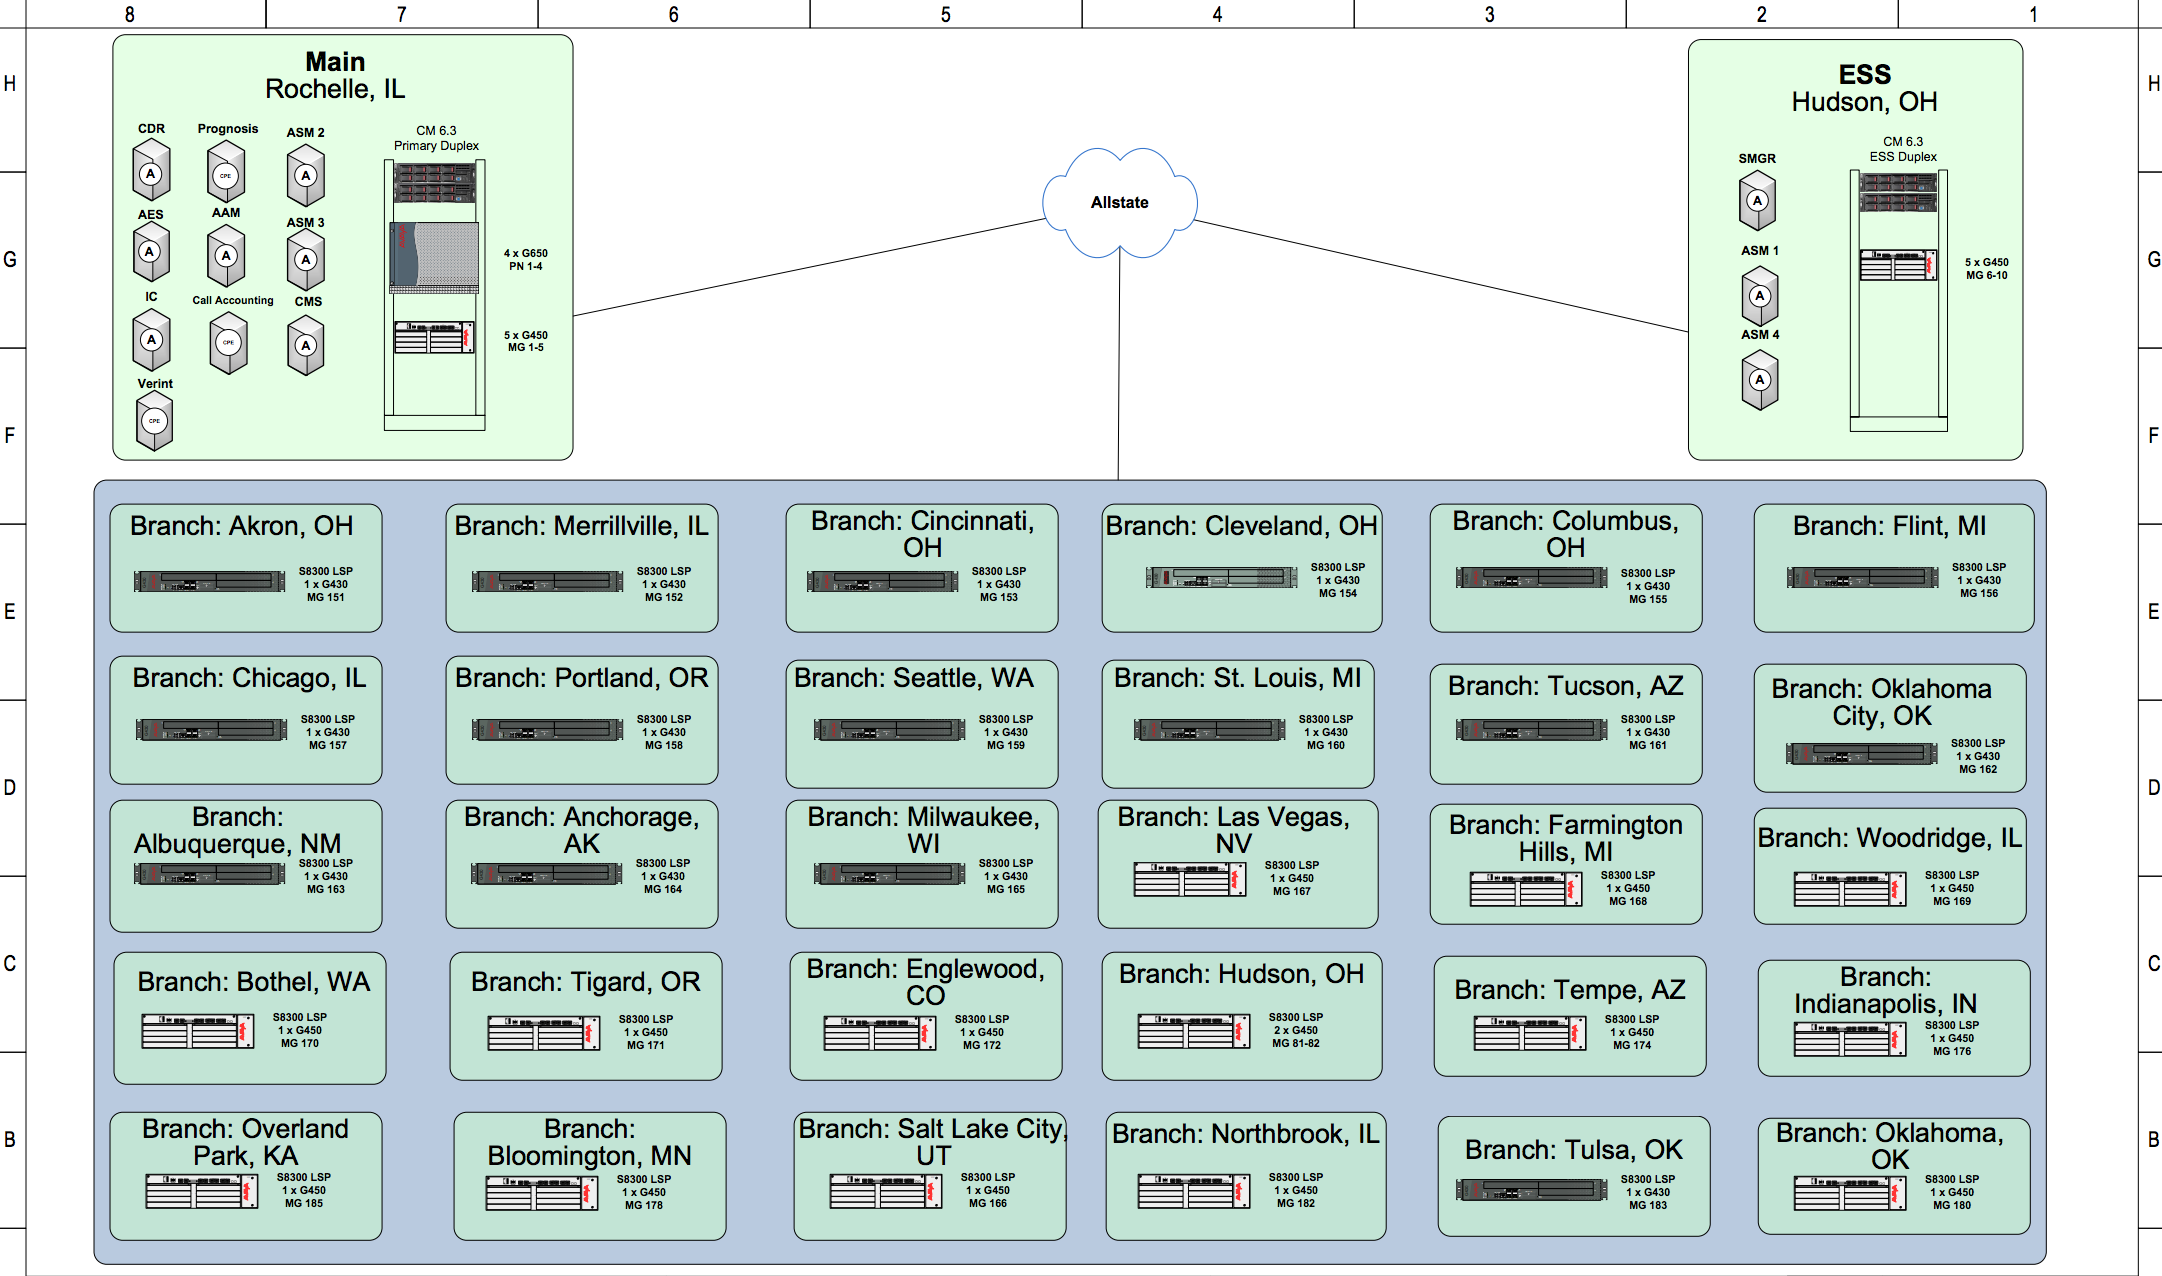 8 7 6 5 4 3 2 1
H
G
F
E
D
C
B
H
G
F
E
D
C
B
Main
Rochelle, IL
CDR
A
Prognosis
CPE
ASM 2
A
AES
A
AAM
A
ASM 3
A
IC
A
Call Accounting
CPE
CMS
A
Verint
CPE
CM 6.3
Primary Duplex
4 x G650
PN 1-4
5 x G450
MG 1-5
Allstate
ESS
Hudson, OH
SMGR
A
ASM 1
A
ASM 4
A
CM 6.3
ESS Duplex
5 x G450
MG 6-10
Branch: Akron, OH
S8300 LSP
1 x G430
MG 151
Branch: Merrillville, IL
S8300 LSP
1 x G430
MG 152
Branch: Cincinnati,
OH
S8300 LSP
1 x G430
MG 153
Branch: Cleveland, OH
S8300 LSP
1 x G430
MG 154
Branch: Columbus,
OH
S8300 LSP
1 x G430
MG 155
Branch: Flint, MI
S8300 LSP
1 x G430
MG 156
Branch: Chicago, IL
S8300 LSP
1 x G430
MG 157
Branch: Portland, OR
S8300 LSP
1 x G430
MG 158
Branch: Seattle, WA
S8300 LSP
1 x G430
MG 159
Branch: St. Louis, MI
S8300 LSP
1 x G430
MG 160
Branch: Tucson, AZ
S8300 LSP
1 x G430
MG 161
Branch: Oklahoma
City, OK
S8300 LSP
1 x G430
MG 162
Branch:
Albuquerque, NM
S8300 LSP
1 x G430
MG 163
Branch: Anchorage,
AK
S8300 LSP
1 x G430
MG 164
Branch: Milwaukee,
WI
S8300 LSP
1 x G430
MG 165
Branch: Las Vegas,
NV
S8300 LSP
1 x G450
MG 167
Branch: Farmington
Hills, MI
S8300 LSP
1 x G450
MG 168
Branch: Woodridge, IL
S8300 LSP
1 x G450
MG 169
Branch: Bothel, WA
S8300 LSP
1 x G450
MG 170
Branch: Tigard, OR
S8300 LSP
1 x G450
MG 171
Branch: Englewood,
CO
S8300 LSP
1 x G450
MG 172
Branch: Hudson, OH
S8300 LSP
2 x G450
MG 81-82
Branch: Tempe, AZ
S8300 LSP
1 x G450
MG 174
Branch:
Indianapolis, IN
S8300 LSP
1 x G450
MG 176
Branch: Overland
Park, KA
S8300 LSP
1 x G450
MG 185
Branch:
Bloomington, MN
S8300 LSP
1 x G450
MG 178
Branch: Salt Lake City,
UT
S8300 LSP
1 x G450
MG 166
Branch: Northbrook, IL
S8300 LSP
1 x G450
MG 182
Branch: Tulsa, OK
S8300 LSP
1 x G430
MG 183
Branch: Oklahoma,
OK
S8300 LSP
1 x G450
MG 180